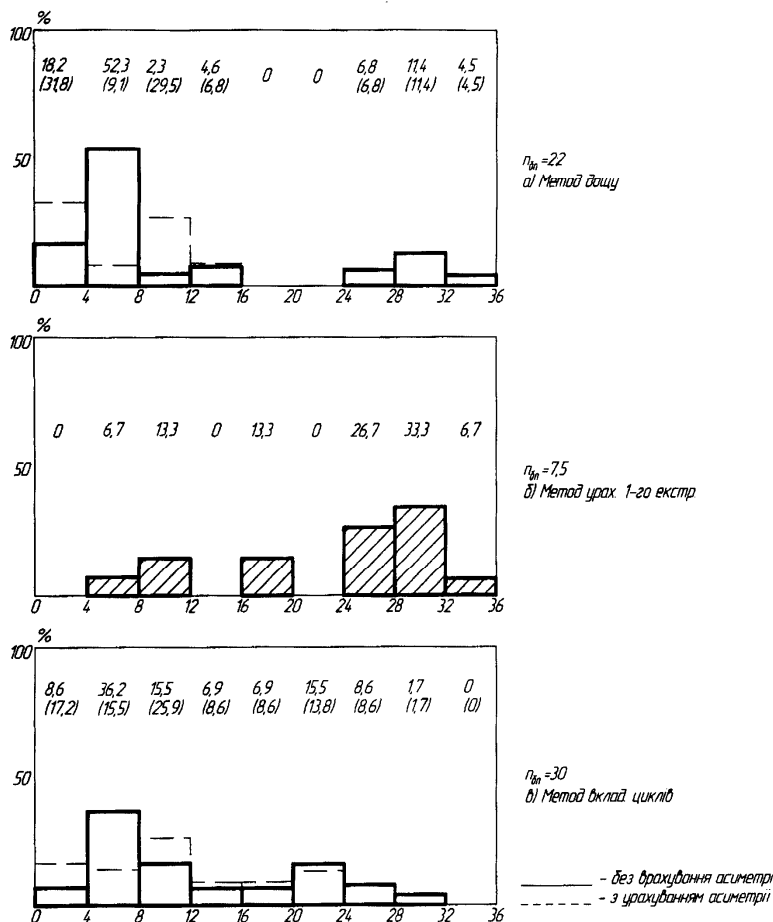 %
100
18,2 52,3 2,3 4,6 0 0 6,8 11,4 4,5
(31,8) (9,1) (29,5) (6,8) (6,8) (11,4) (4,5)
50
n_бп =22
а) Метод дощу
0 4 8 12 16 20 24 28 32 36
%
100
0 6,7 13,3 0 13,3 0 26,7 33,3 6,7
50
n_бп =7,5
б) Метод урах. 1-го екстр.
0 4 8 12 16 20 24 28 32 36
%
100
8,6 36,2 15,5 6,9 6,9 15,5 8,6 1,7 0
(17,2) (15,5) (25,9) (8,6) (8,6) (13,8) (8,6) (1,7) (0)
50
n_бп =30
в) Метод вклад. циклів
- без врахування асиметрі
- з урахуванням асиметрії
0 4 8 12 16 20 24 28 32 36